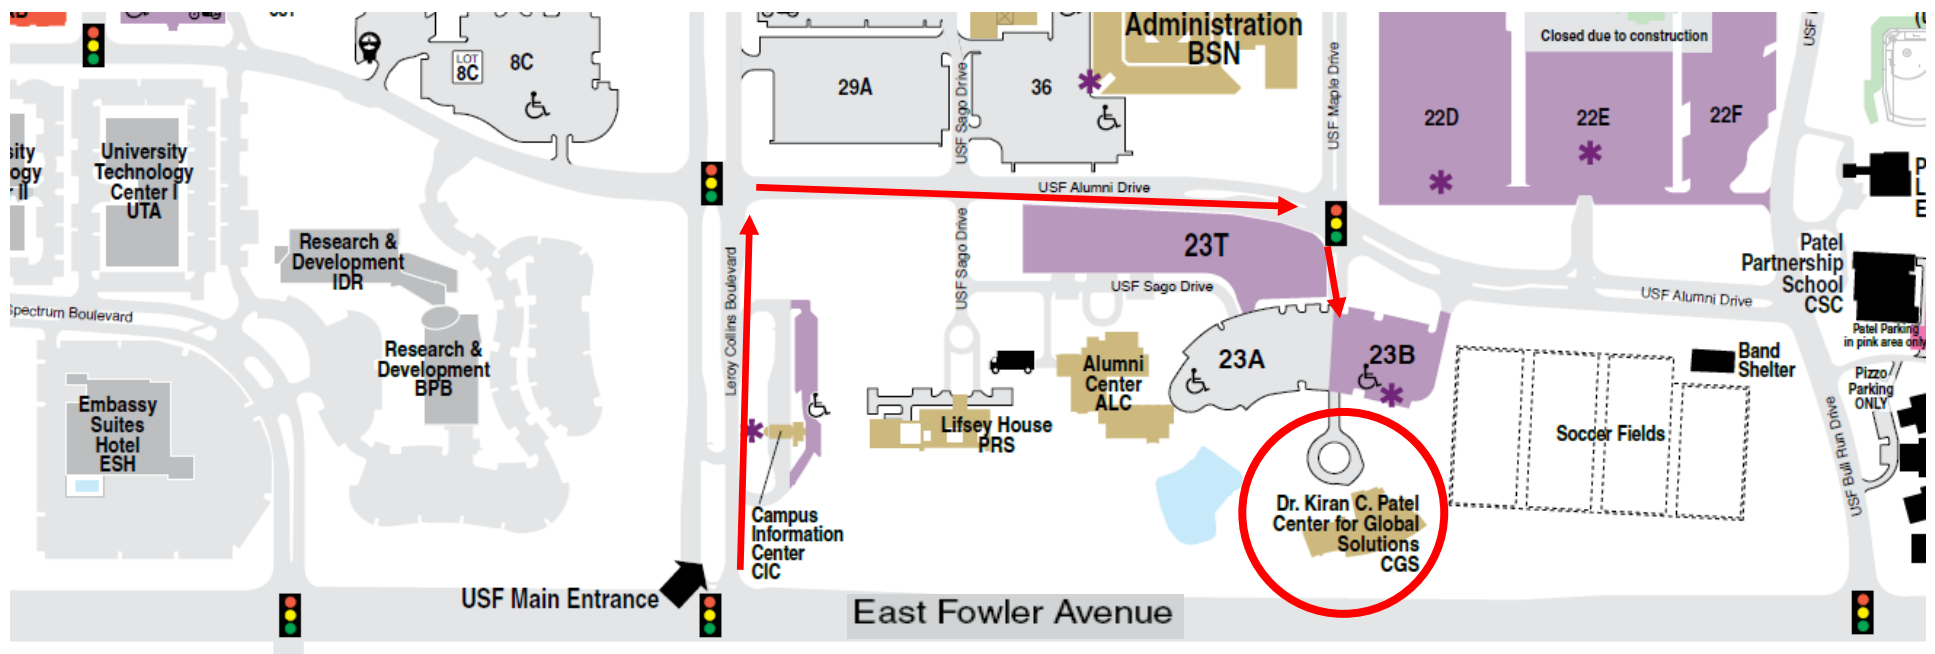 Administration
BSN
Closed due to construction
LOT
8C
8C
29A
36
USF Sago Drive
USF Maple Drive
22D
22E
22F
University
Technology
Center I
UTA
USF Alumni Drive
Research &
Development
IDR
Leroy Collins Boulevard
USF Sago Drive
23T
USF Sago Drive
Patel
Partnership
School
CSC
USF Alumni Drive
Patel Parking
in pink area only
Spectrum Boulevard
Research &
Development
BPB
Alumni
Center
ALC
23A
23B
Band
Shelter
Pizzo
Parking
ONLY
Embassy
Suites
Hotel
ESH
Lifsey House
PRS
Soccer Fields
USF Bull Run Drive
Campus
Information
Center
CIC
Dr. Kiran C. Patel
Center for Global
Solutions
CGS
USF Main Entrance
East Fowler Avenue